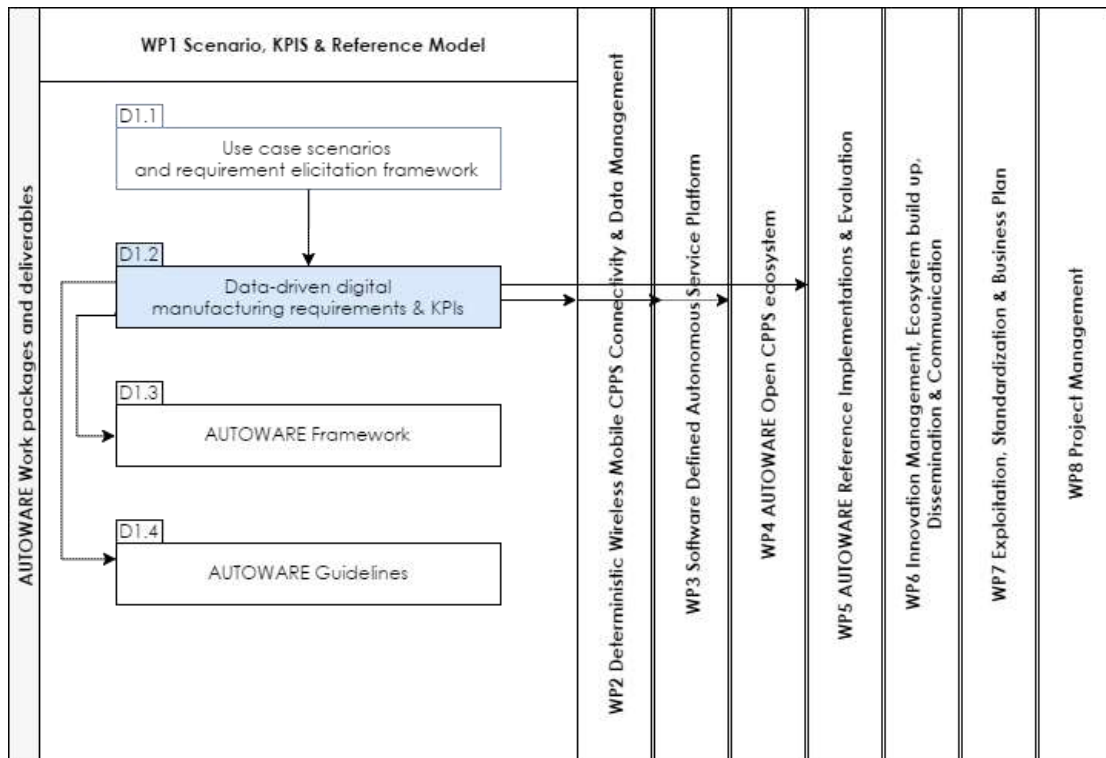 AUTOWARE Work packages and deliverables
WP1 Scenario, KPIS & Reference Model
D1.1
Use case scenarios
and requirement elicitation framework
D1.2
Data-driven digital
manufacturing requirements & KPIs
D1.3
AUTOWARE Framework
D1.4
AUTOWARE Guidelines
WP2 Deterministic Wireless Mobile CPPS Connectivity & Data Management
WP3 Software Defined Autonomous Service Platform
WP4 AUTOWARE Open CPPS ecosystem
WP5 AUTOWARE Reference Implementations & Evaluation
WP6 Innovation Management, Ecosystem build up,
Dissemination & Communication
WP7 Exploitation, Standardization & Business Plan
WP8 Project Management